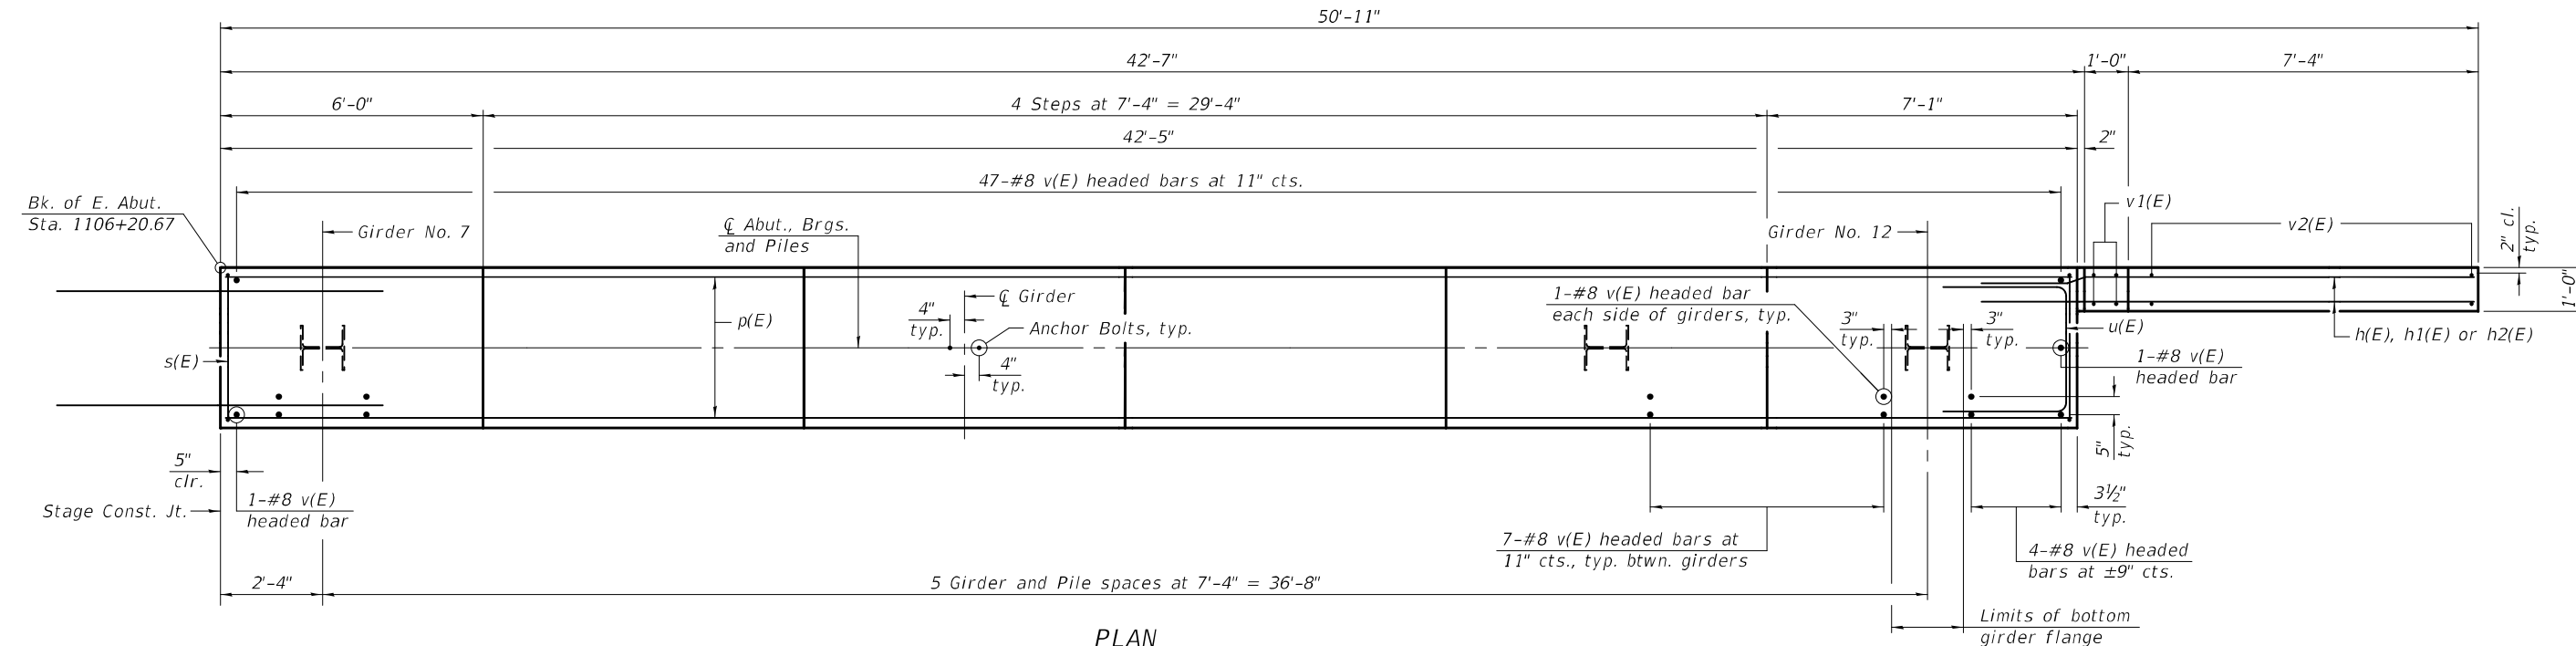 50'-11"
42'-7"
1'-0"
7'-4"
6'-0"
4 Steps at 7'-4" = 29'-4"
7'-1"
42'-5"
2"
47-#8 v(E) headed bars at 11" cts.
Bk. of E. Abut.
Sta. 1106+20.67
Girder No. 7
℄ Abut., Brgs.
and Piles
Girder No. 12
v1(E)
v2(E)
2" cl.
typ.
1'-0"
℄ Girder
4"
typ.
Anchor Bolts, typ.
4"
typ.
p(E)
s(E)
1-#8 v(E) headed bar
each side of girders, typ.
3"
typ.
3"
typ.
u(E)
h(E), h1(E) or h2(E)
1-#8 v(E)
headed bar
5"
typ.
5"
clr.
1-#8 v(E)
headed bar
Stage Const. Jt.
3½"
typ.
7-#8 v(E) headed bars at
11" cts., typ. btwn. girders
4-#8 v(E) headed
bars at ±9" cts.
2'-4"
5 Girder and Pile spaces at 7'-4" = 36'-8"
Limits of bottom
girder flange
PLAN